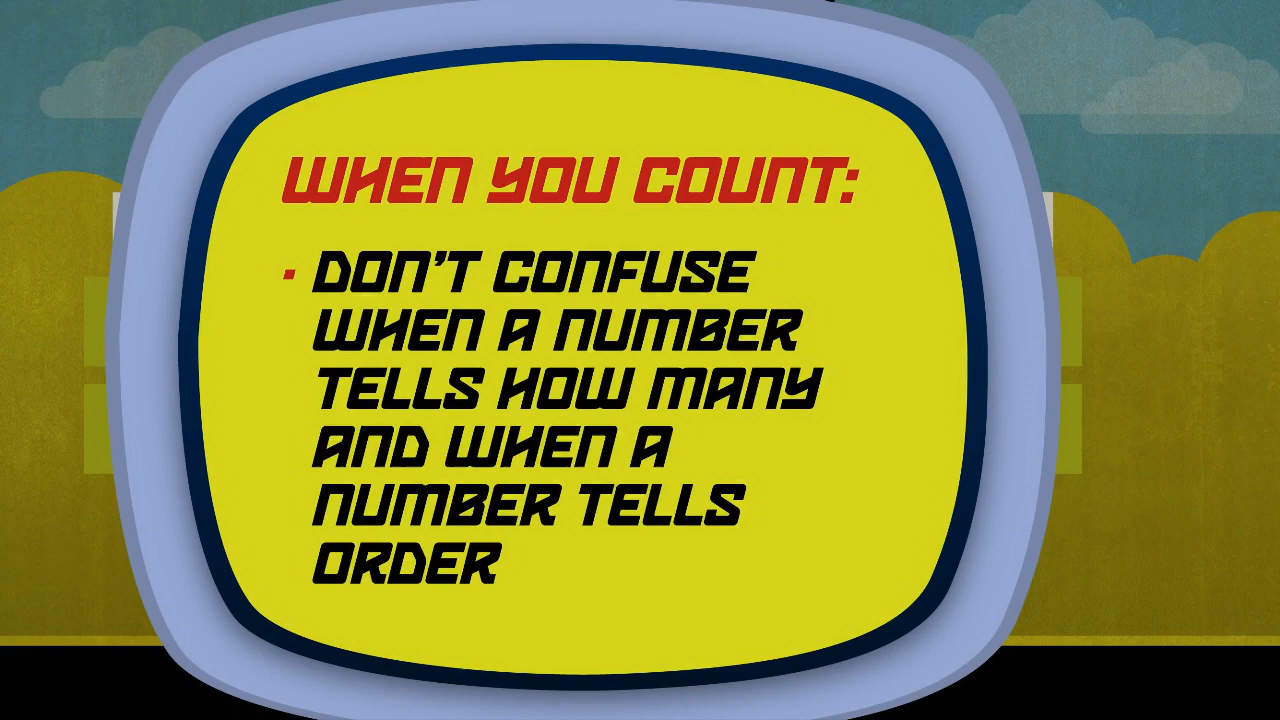 WHEN YOU COUNT:
· DON'T CONFUSE
WHEN A NUMBER
TELLS HOW MANY
AND WHEN A
NUMBER TELLS
ORDER